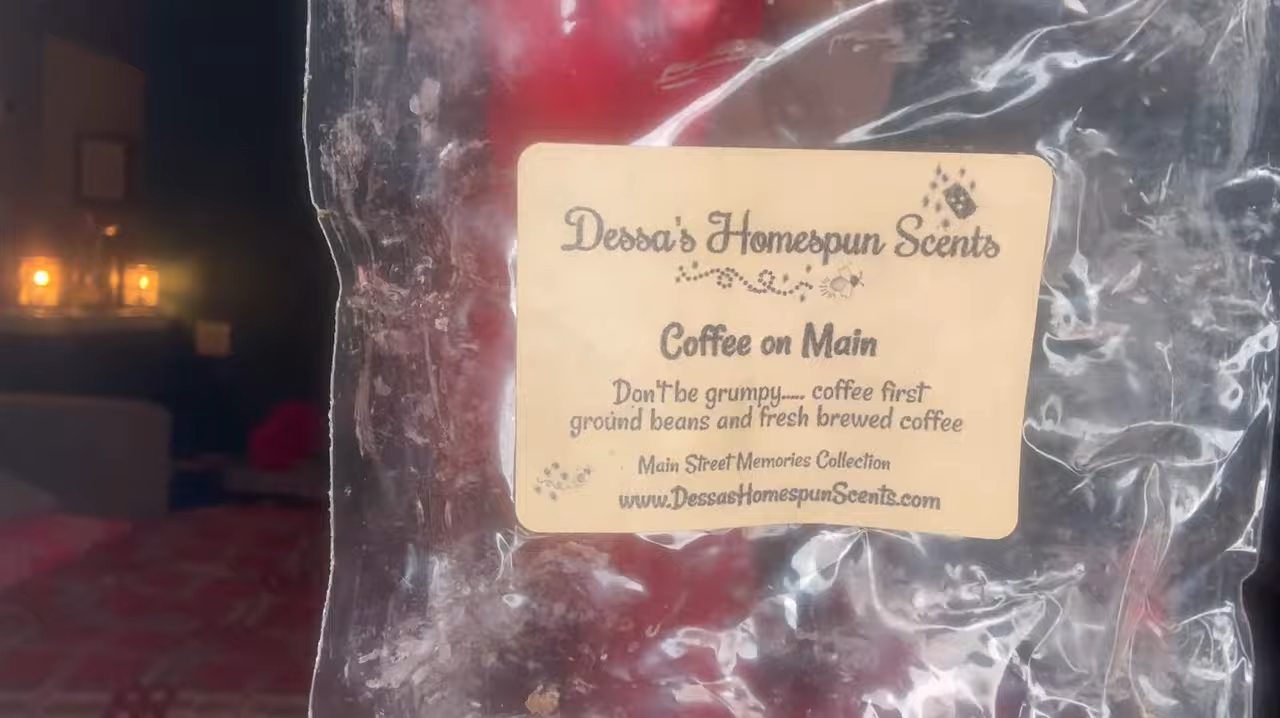 Dessa's Homespun Scents
Coffee on Main
Don't be grumpy..... coffee first
ground beans and fresh brewed coffee
Main Street Memories Collection
www.DessasHomespunScents.com